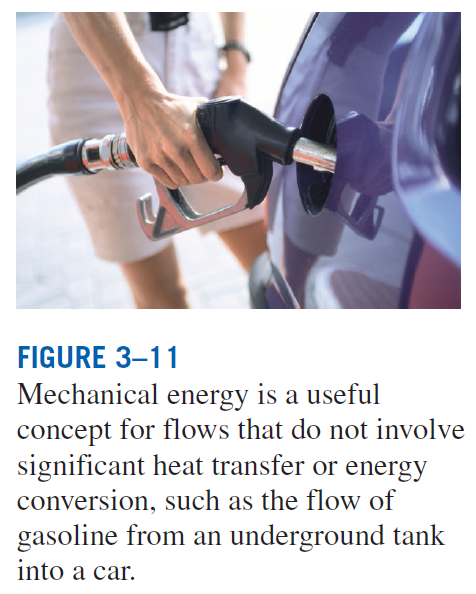 FIGURE 3–11
Mechanical energy is a useful
concept for flows that do not involve
significant heat transfer or energy
conversion, such as the flow of
gasoline from an underground tank
into a car.